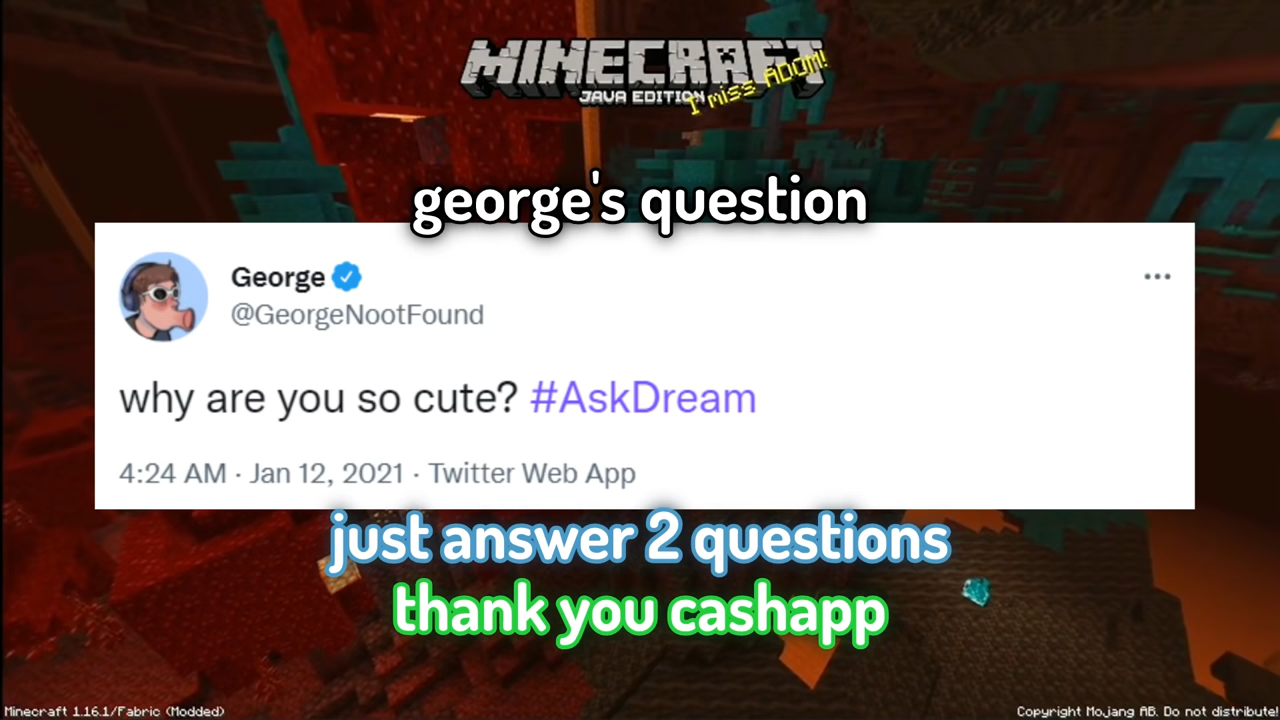 MINECRAFT
JAVA EDITION
I miss ADOM!
george's question
George
@GeorgeNootFound
why are you so cute? #AskDream
4:24 AM · Jan 12, 2021 · Twitter Web App
just answer 2 questions
thank you cashapp
Minecraft 1.16.1/Fabric (Modded)
Copyright Mojang AB. Do not distribute!